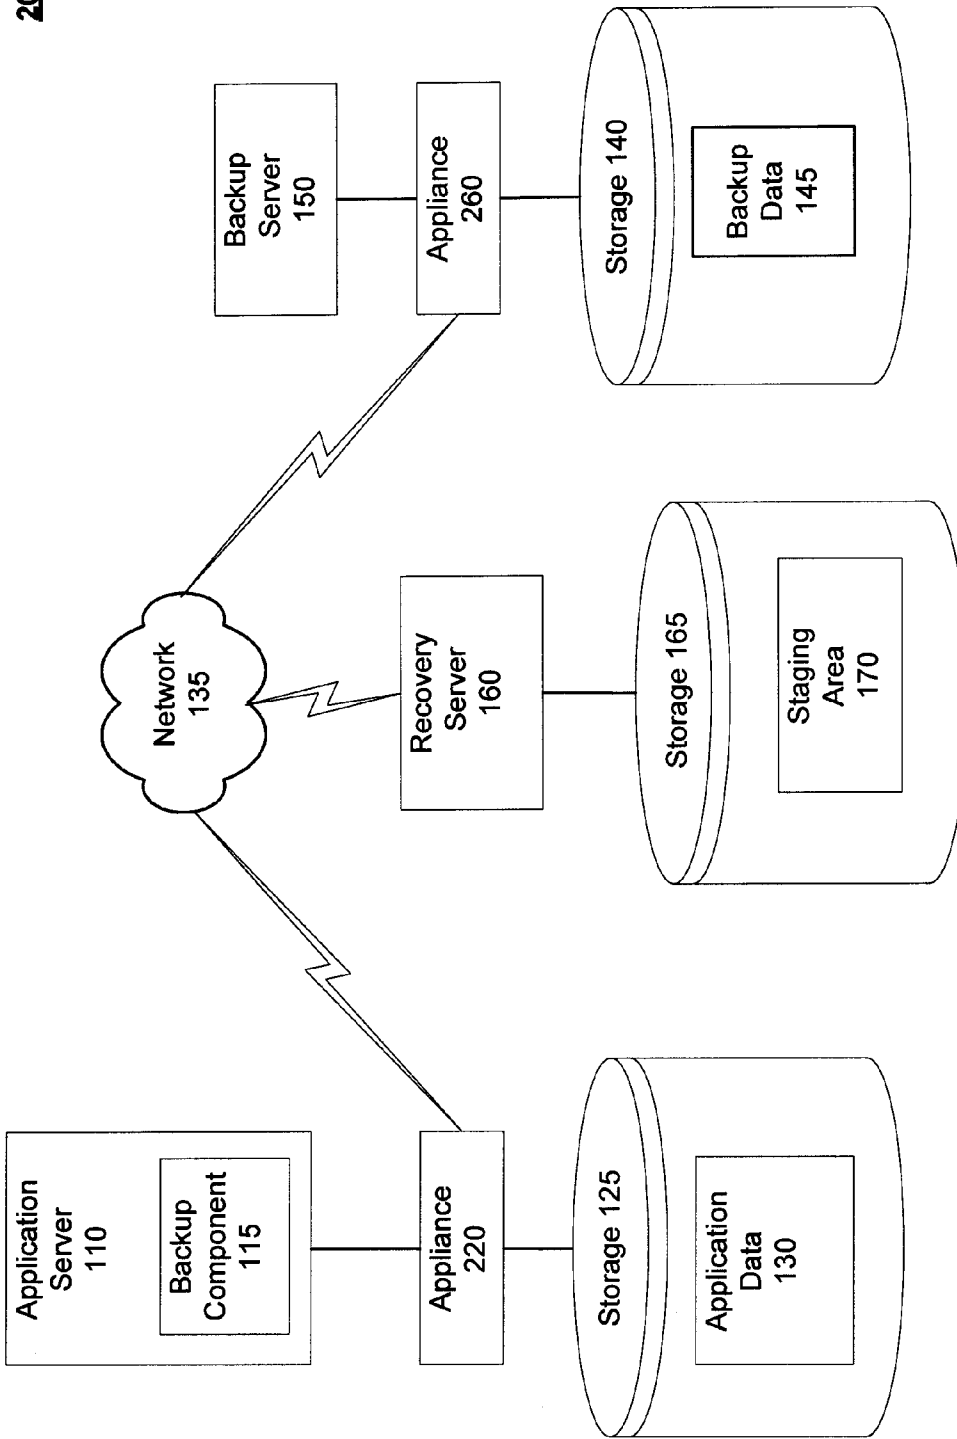 20
Application
Server
110
Backup
Component
115
Appliance
220
Storage 125
Application
Data
130
Network
135
Recovery
Server
160
Storage 165
Staging
Area
170
Backup
Server
150
Appliance
260
Storage 140
Backup
Data
145